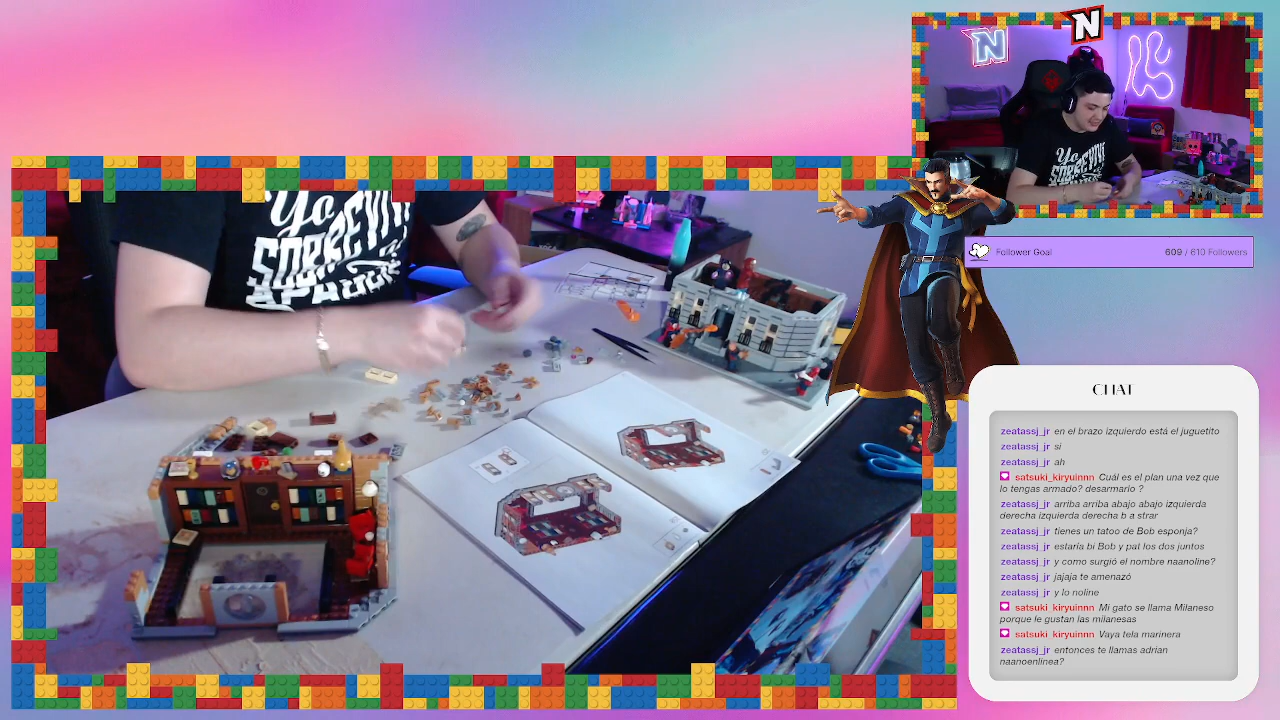 N
N
Yo
SOBREVIVÍ
Yo
SOBREVIVÍ
Follower Goal
609 / 610 Followers
CHAT
zeatassj_jr en el brazo izquierdo está el juguetito
zeatassj_jr si
zeatassj_jr ah
satsuki_kiryuinnn Cuál es el plan una vez que
lo tengas armado? desarmarlo ?
zeatassj_jr arriba arriba abajo abajo izquierda
derecha izquierda derecha b a strar
zeatassj_jr tienes un tatoo de Bob esponja?
zeatassj_jr estaría bi Bob y pat los dos juntos
zeatassj_jr y como surgió el nombre naanoline?
zeatassj_jr jajaja te amenazó
zeatassj_jr y lo noline
satsuki_kiryuinnn Mi gato se llama Milaneso
porque le gustan las milanesas
satsuki_kiryuinnn Vaya tela marinera
zeatassj_jr entonces te llamas adrían
naanoenlinea?